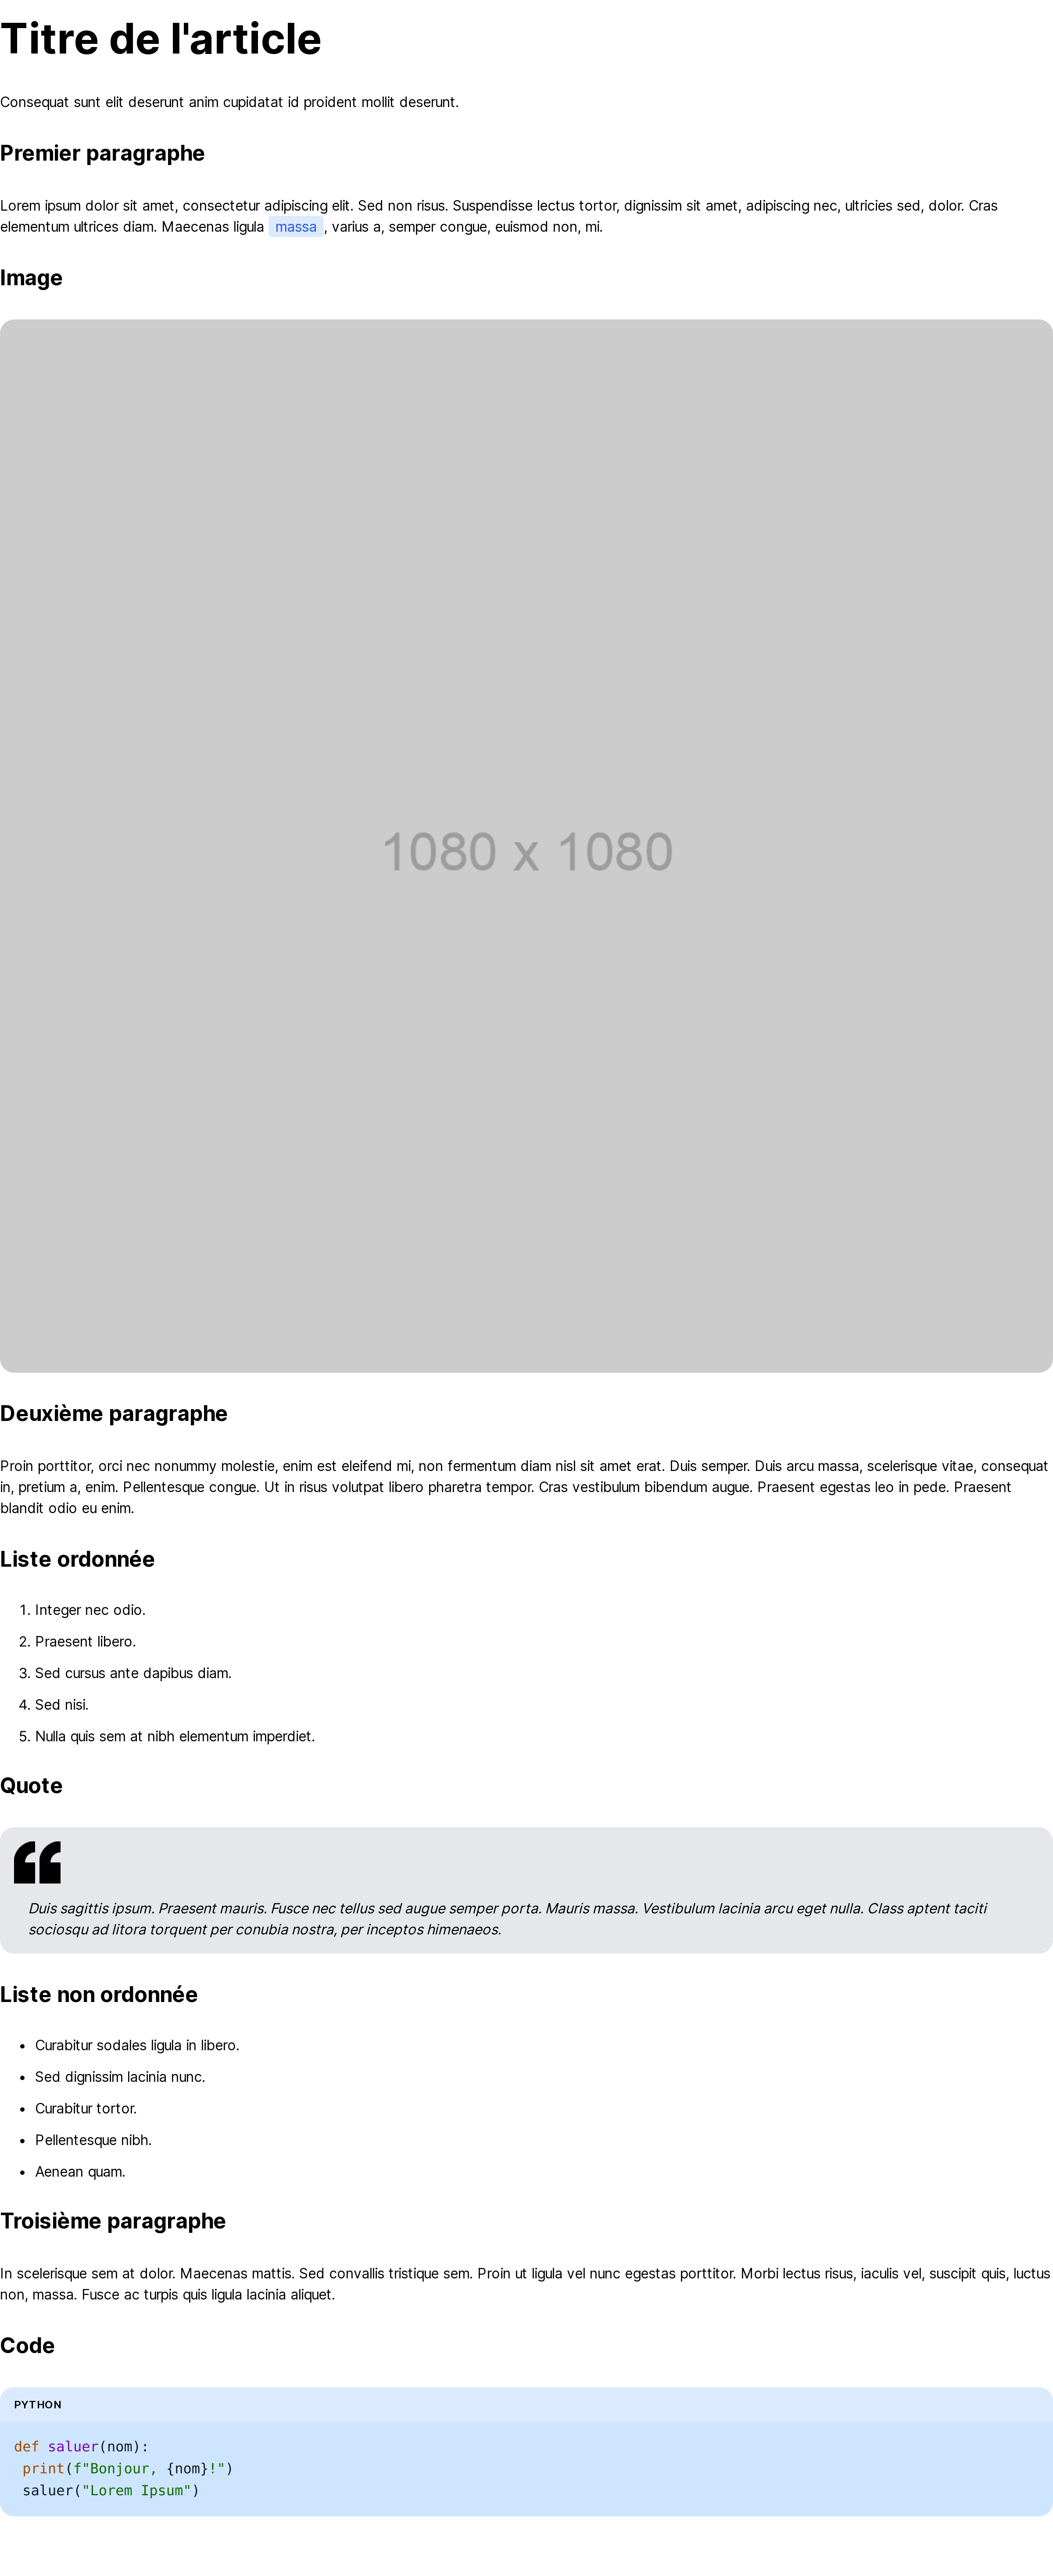 Titre de l'article
Consequat sunt elit deserunt anim cupidatat id proident mollit deserunt.
Premier paragraphe
Lorem ipsum dolor sit amet, consectetur adipiscing elit. Sed non risus. Suspendisse lectus tortor, dignissim sit amet, adipiscing nec, ultricies sed, dolor. Cras
elementum ultrices diam. Maecenas ligula massa , varius a, semper congue, euismod non, mi.
Image
1080 x 1080
Deuxième paragraphe
Proin porttitor, orci nec nonummy molestie, enim est eleifend mi, non fermentum diam nisl sit amet erat. Duis semper. Duis arcu massa, scelerisque vitae, consequat
in, pretium a, enim. Pellentesque congue. Ut in risus volutpat libero pharetra tempor. Cras vestibulum bibendum augue. Praesent egestas leo in pede. Praesent
blandit odio eu enim.
Liste ordonnée
1. Integer nec odio.
2. Praesent libero.
3. Sed cursus ante dapibus diam.
4. Sed nisi.
5. Nulla quis sem at nibh elementum imperdiet.
Quote
Duis sagittis ipsum. Praesent mauris. Fusce nec tellus sed augue semper porta. Mauris massa. Vestibulum lacinia arcu eget nulla. Class aptent taciti
sociosqu ad litora torquent per conubia nostra, per inceptos himenaeos.
Liste non ordonnée
• Curabitur sodales ligula in libero.
• Sed dignissim lacinia nunc.
• Curabitur tortor.
• Pellentesque nibh.
• Aenean quam.
Troisième paragraphe
In scelerisque sem at dolor. Maecenas mattis. Sed convallis tristique sem. Proin ut ligula vel nunc egestas porttitor. Morbi lectus risus, iaculis vel, suscipit quis, luctus
non, massa. Fusce ac turpis quis ligula lacinia aliquet.
Code
PYTHON
def saluer(nom):
print(f"Bonjour, {nom}!")
saluer("Lorem Ipsum")